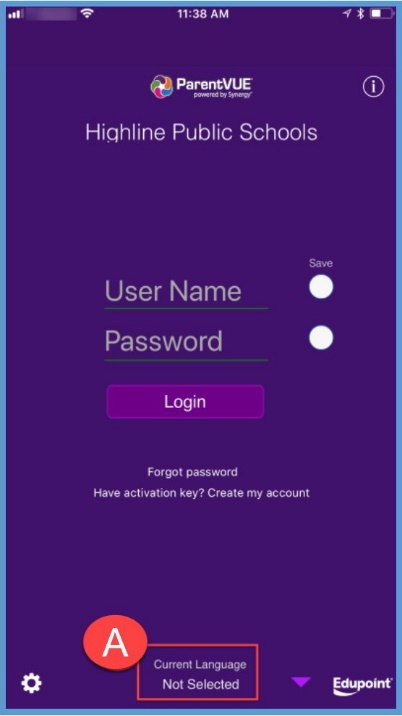 11:38 AM
ParentVUE
powered by Synergy
Highline Public Schools
Save
User Name
Password
Login
Forgot password
Have activation key? Create my account
A
Current Language
Not Selected
Edupoint